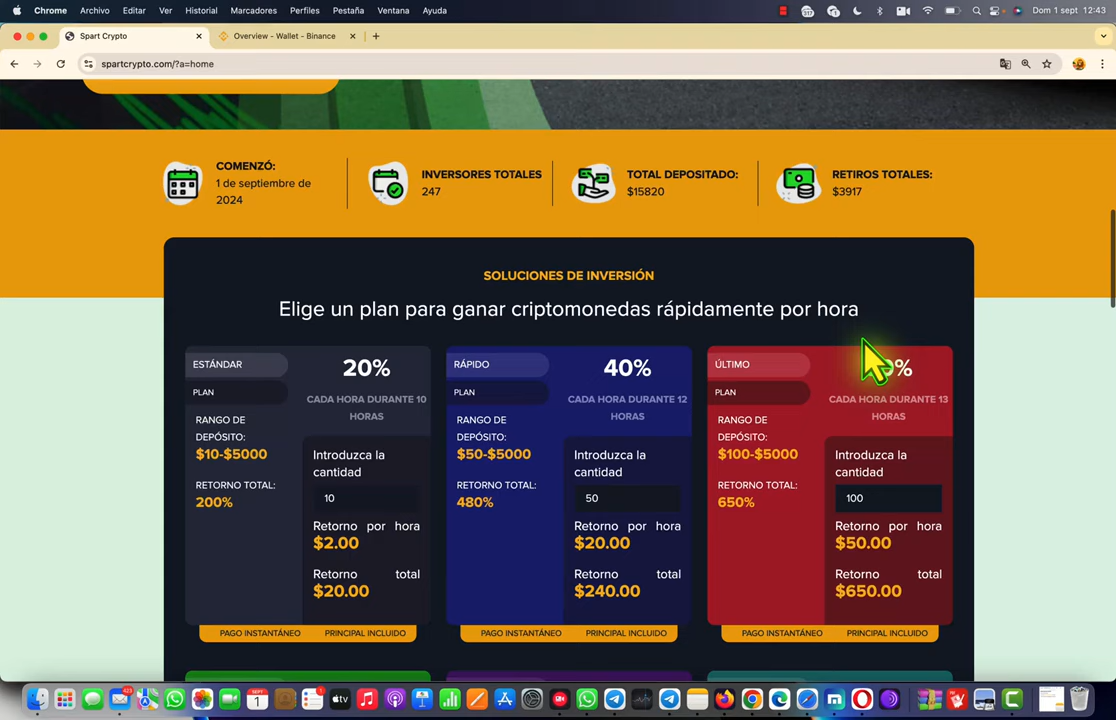 Chrome Archivo Editar Ver Historial Marcadores Perfiles Pestaña Ventana Ayuda Dom 1 sept 12:43
Spart Crypto Overview - Wallet - Binance
spartcrypto.com/?a=home
COMENZÓ:
1 de septiembre de
2024
INVERSORES TOTALES
247
TOTAL DEPOSITADO:
$15820
RETIROS TOTALES:
$3917
SOLUCIONES DE INVERSIÓN
Elige un plan para ganar criptomonedas rápidamente por hora
ESTÁNDAR
PLAN
20%
CADA HORA DURANTE 10
HORAS
RANGO DE
DEPÓSITO:
$10-$5000
RETORNO TOTAL:
200%
Introduzca la
cantidad
10
Retorno por hora
$2.00
Retorno total
$20.00
PAGO INSTANTÁNEO PRINCIPAL INCLUIDO
RÁPIDO
PLAN
40%
CADA HORA DURANTE 12
HORAS
RANGO DE
DEPÓSITO:
$50-$5000
RETORNO TOTAL:
480%
Introduzca la
cantidad
50
Retorno por hora
$20.00
Retorno total
$240.00
PAGO INSTANTÁNEO PRINCIPAL INCLUIDO
ÚLTIMO
PLAN
CADA HORA DURANTE 13
HORAS
RANGO DE
DEPÓSITO:
$100-$5000
RETORNO TOTAL:
650%
Introduzca la
cantidad
100
Retorno por hora
$50.00
Retorno total
$650.00
PAGO INSTANTÁNEO PRINCIPAL INCLUIDO